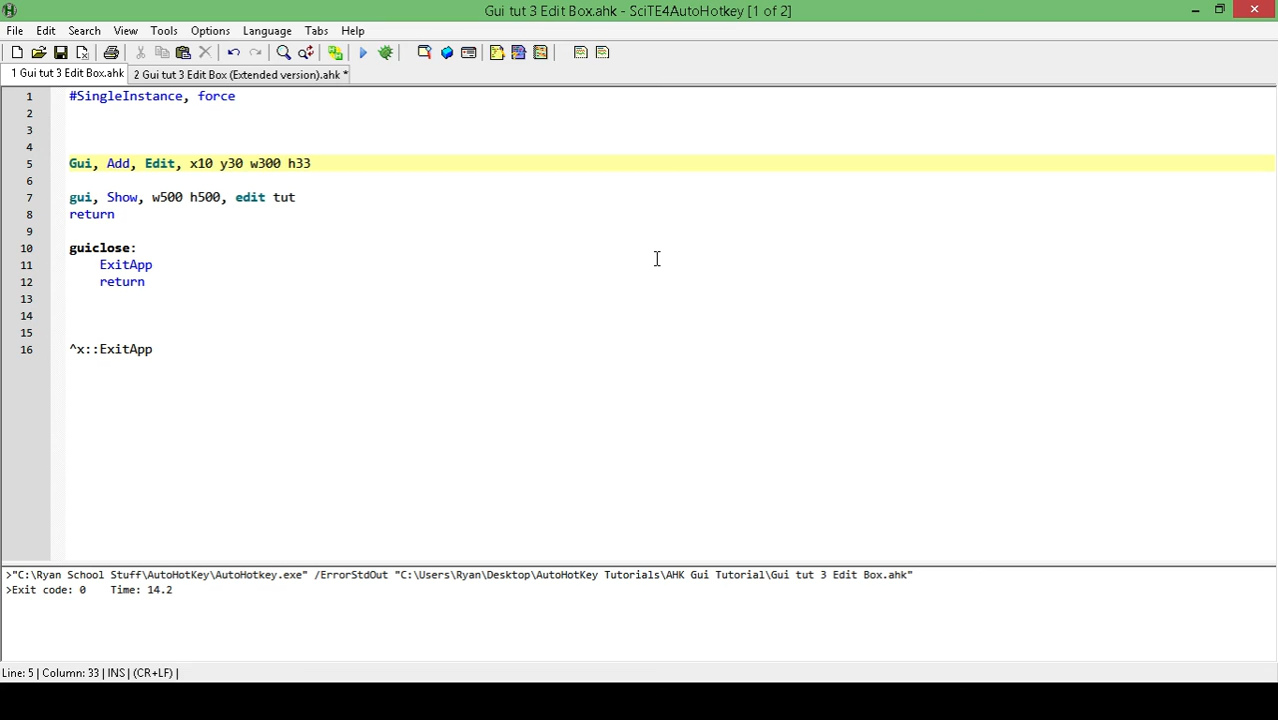 Gui tut 3 Edit Box.ahk - SciTE4AutoHotkey [1 of 2]
File Edit Search View Tools Options Language Tabs Help
1 Gui tut 3 Edit Box.ahk 2 Gui tut 3 Edit Box (Extended version).ahk *
1 #SingleInstance, force
2
3
4
5 Gui, Add, Edit, x10 y30 w300 h33
6
7 gui, Show, w500 h500, edit tut
8 return
9
10 guiclose:
11 ExitApp
12 return
13
14
15
16 ^x::ExitApp
>"C:\Ryan School Stuff\AutoHotKey\AutoHotkey.exe" /ErrorStdOut "C:\Users\Ryan\Desktop\AutoHotKey Tutorials\AHK Gui Tutorial\Gui tut 3 Edit Box.ahk"
>Exit code: 0 Time: 14.2
Line: 5 | Column: 33 | INS | (CR+LF) |